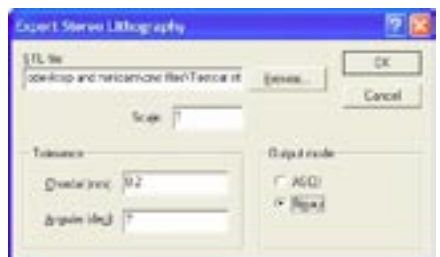 Export Stereo Lithography
STL file
Browse...
OK
Cancel
Scale
Tolerance
Chordal (mm)
0.2
Angular (deg)
Output mode
ASCII
Binary